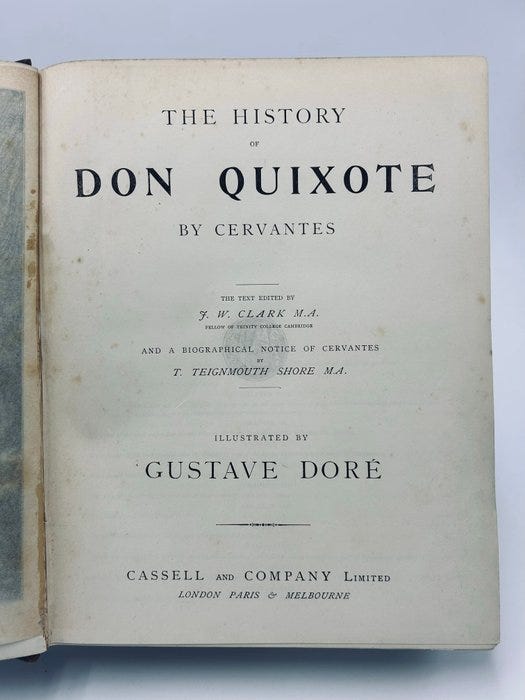 THE HISTORY
OF
DON QUIXOTE
BY CERVANTES
THE TEXT EDITED BY
J. W. CLARK M.A.
FELLOW OF TRINITY COLLEGE CAMBRIDGE
AND A BIOGRAPHICAL NOTICE OF CERVANTES
BY
T. TEIGNMOUTH SHORE M.A.
ILLUSTRATED BY
GUSTAVE DORÉ
CASSELL AND COMPANY LIMITED
LONDON PARIS & MELBOURNE